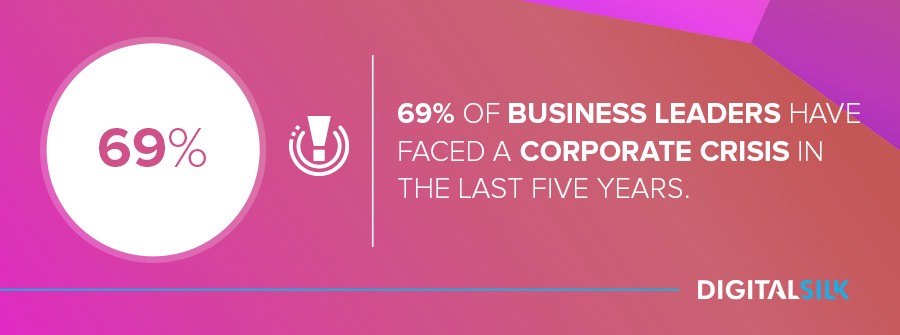 69%
69% OF BUSINESS LEADERS HAVE
FACED A CORPORATE CRISIS IN
THE LAST FIVE YEARS.
DIGITALSILK